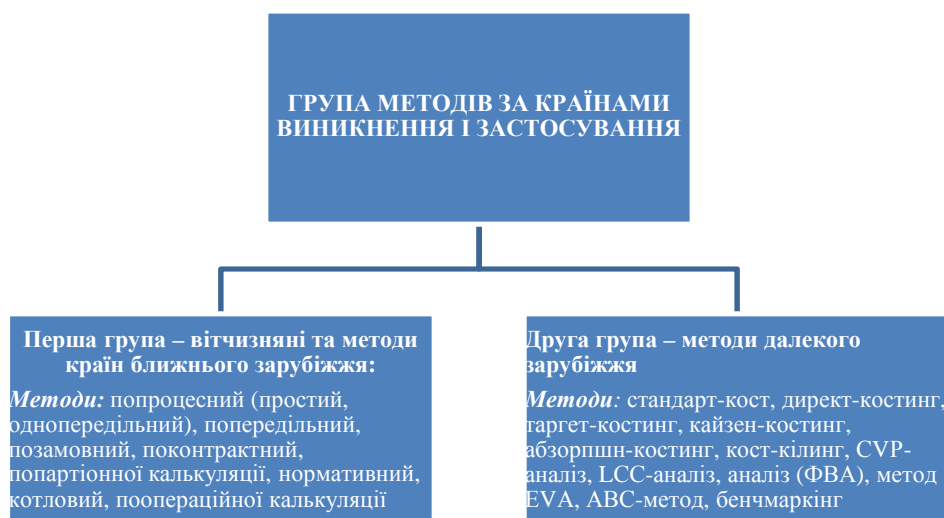 ГРУПА МЕТОДІВ ЗА КРАЇНАМИ
ВИНИКНЕННЯ І ЗАСТОСУВАННЯ
Перша група – вітчизняні та методи
країн ближнього зарубіжжя:
Методи: попроцесний (простий,
однопередільний), попередільний,
позамовний, поконтрактний,
попартіонної калькуляції, нормативний,
котловий, поопераційної калькуляції
Друга група – методи далекого
зарубіжжя
Методи: стандарт-кост, директ-костинг,
таргет-костинг, кайзен-костинг,
абзорпшн-костинг, кост-кілинг, CVP-
аналіз, LCC-аналіз, аналіз (ФВА), метод
EVA, ABC-метод, бенчмаркінг